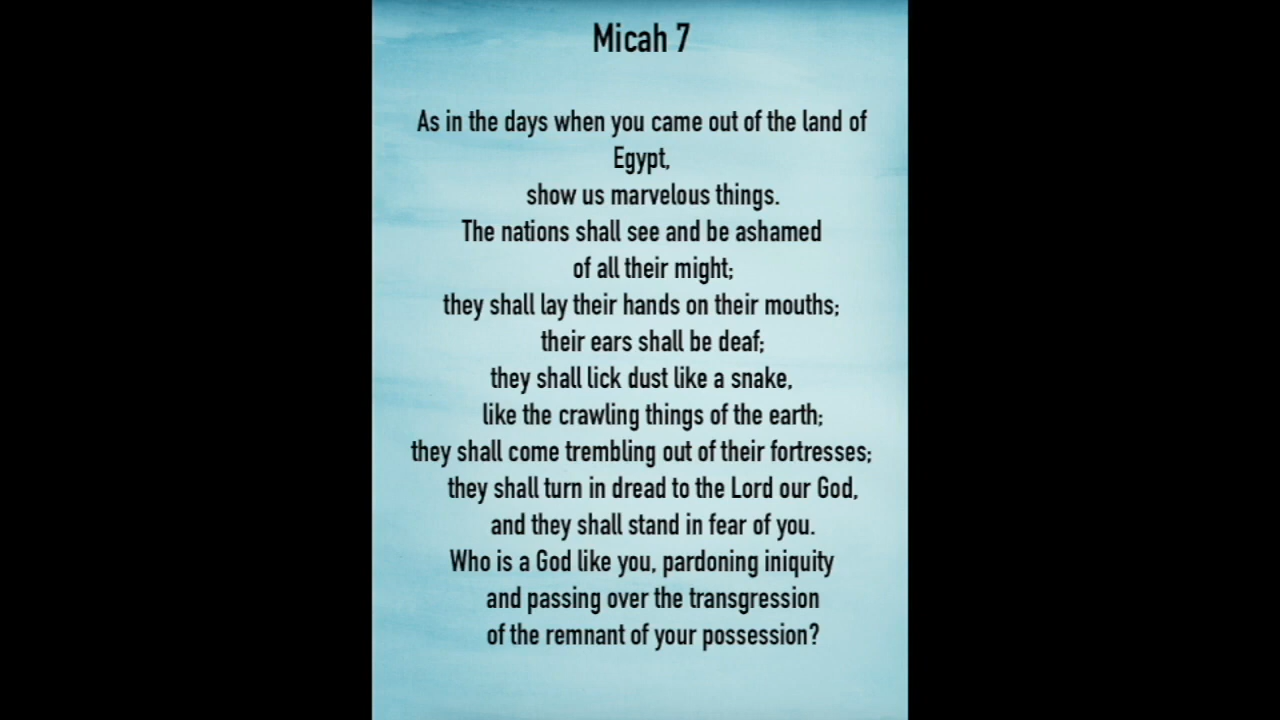 Micah 7
As in the days when you came out of the land of
Egypt,
show us marvelous things.
The nations shall see and be ashamed
of all their might;
they shall lay their hands on their mouths;
their ears shall be deaf;
they shall lick dust like a snake,
like the crawling things of the earth;
they shall come trembling out of their fortresses;
they shall turn in dread to the Lord our God,
and they shall stand in fear of you.
Who is a God like you, pardoning iniquity
and passing over the transgression
of the remnant of your possession?